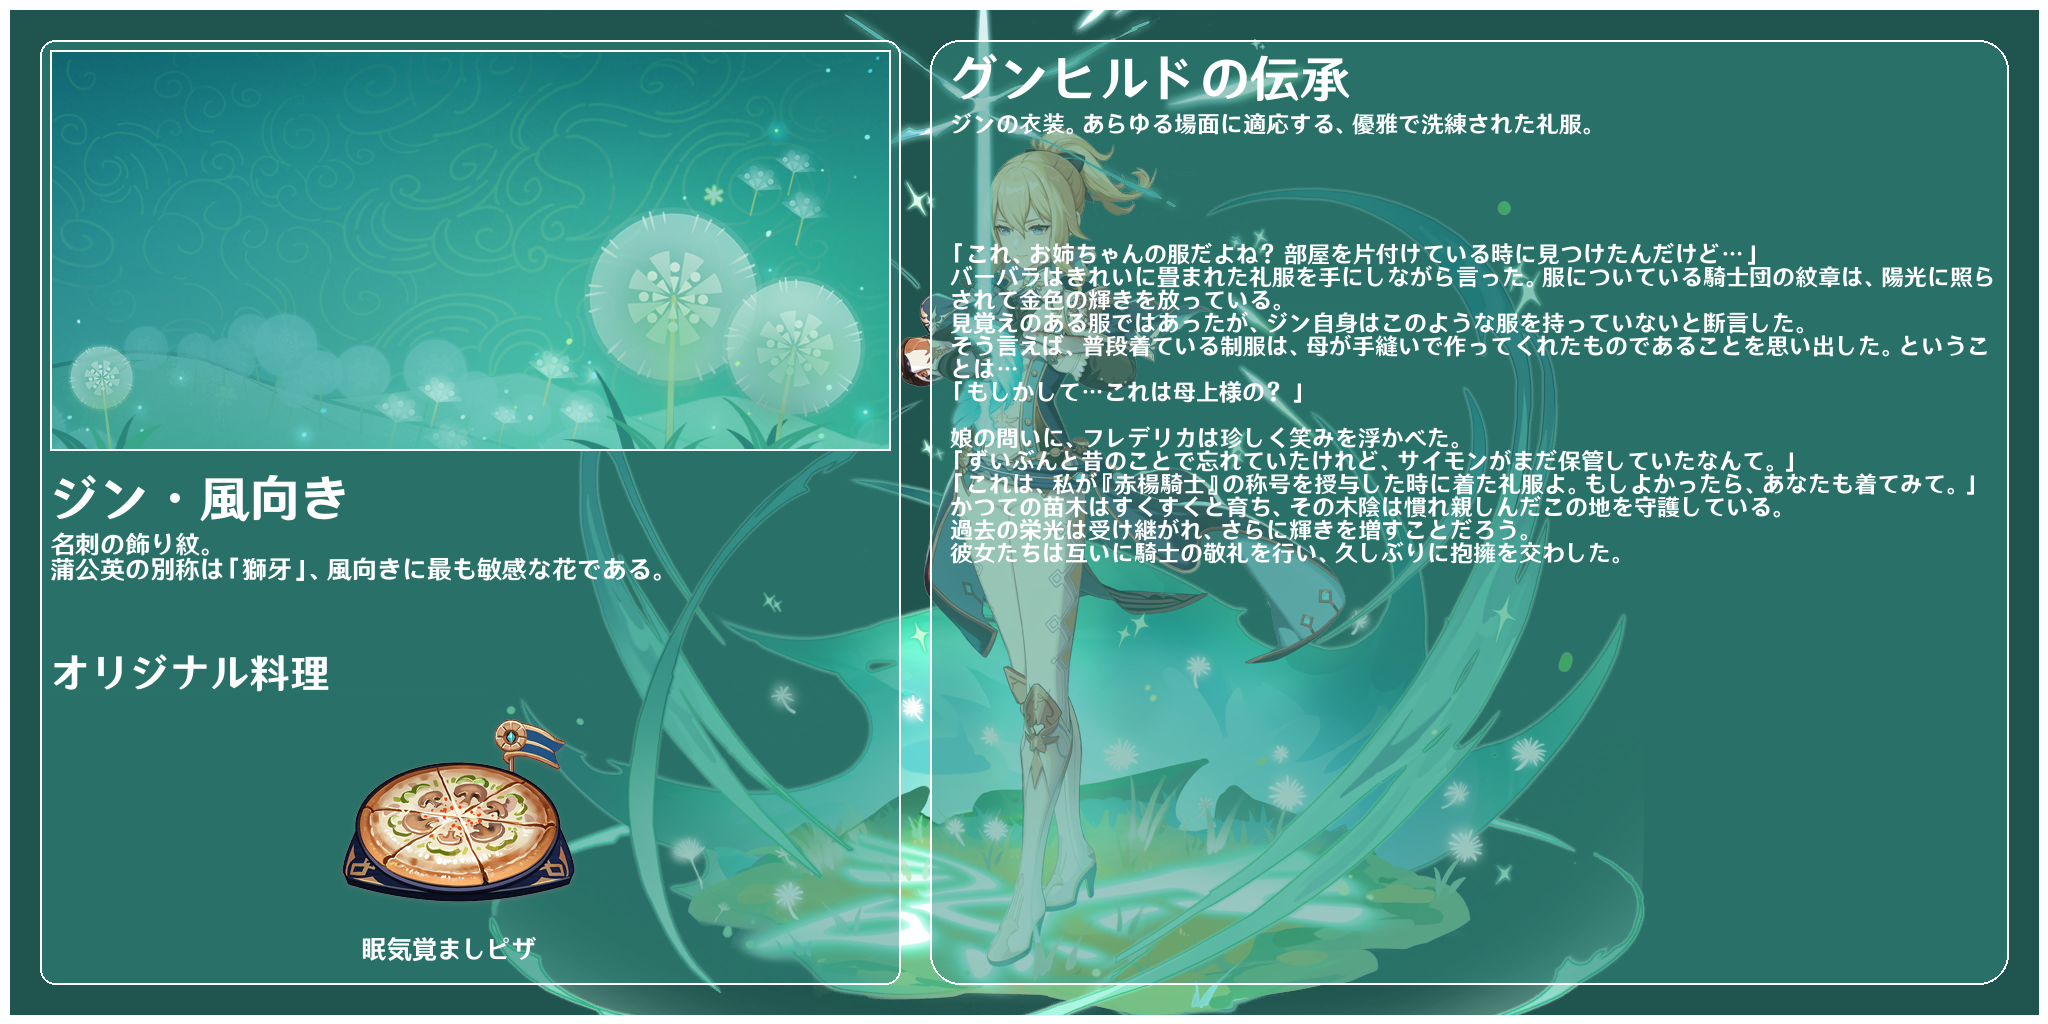 ジン・風向き
名刺の飾り紋。
蒲公英の別称は「獅牙」、風向きに最も敏感な花である。
オリジナル料理
眠気覚ましピザ
グンヒルドの伝承
ジンの衣装。あらゆる場面に適応する、優雅で洗練された礼服。
「これ、お姉ちゃんの服だよね? 部屋を片付けている時に見つけたんだけど…」
バーバラはきれいに畳まれた礼服を手にしながら言った。服についている騎士団の紋章は、陽光に照ら
されて金色の輝きを放っている。
見覚えのある服ではあったが、ジン自身はこのような服を持っていないと断言した。
そう言えば、普段着ている制服は、母が手縫いで作ってくれたものであることを思い出した。というこ
とは…
「もしかして…これは母上様の? 」
娘の問いに、フレデリカは珍しく笑みを浮かべた。
「ずいぶんと昔のことで忘れていたけれど、サイモンがまだ保管していたなんて。」
「これは、私が『赤楊騎士』の称号を授与した時に着た礼服よ。もしよかったら、あなたも着てみて。』
かつての苗木はすくすくと育ち、その木陰は慣れ親しんだこの地を守護している。
過去の栄光は受け継がれ、さらに輝きを増すことだろう。
彼女たちは互いに騎士の敬礼を行い、久しぶりに抱擁を交わした。